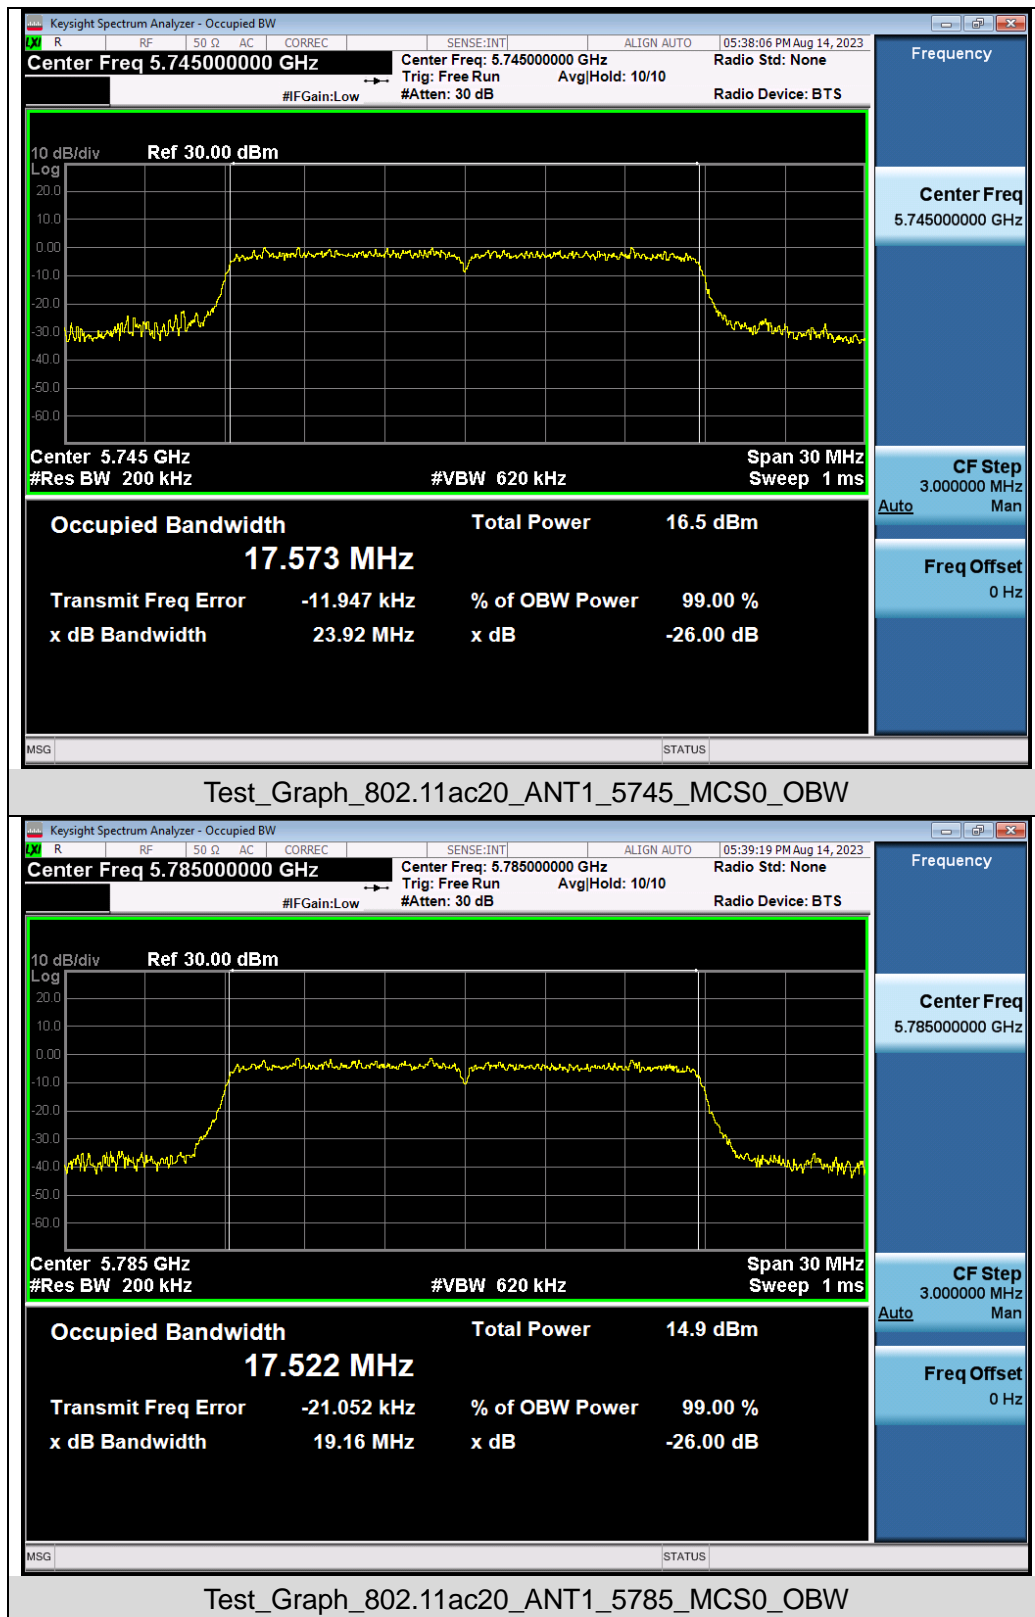 Keysight Spectrum Analyzer - Occupied BW
LXI R RF 50 Ω AC CORREC SENSE:INT ALIGN AUTO 05:38:06 PM Aug 14, 2023
Center Freq 5.745000000 GHz
Center Freq: 5.745000000 GHz
Radio Std: None
Trig: Free Run Avg|Hold: 10/10
#IFGain:Low
#Atten: 30 dB
Radio Device: BTS
Frequency
10 dB/div Ref 30.00 dBm
Log
20.0
10.0
0.00
-10.0
-20.0
-30.0
-40.0
-50.0
-60.0
Center 5.745 GHz Span 30 MHz
#Res BW 200 kHz #VBW 620 kHz Sweep 1 ms
Center Freq
5.745000000 GHz
CF Step
3.000000 MHz
Auto Man
Freq Offset
0 Hz
Occupied Bandwidth Total Power 16.5 dBm
17.573 MHz
Transmit Freq Error -11.947 kHz % of OBW Power 99.00 %
x dB Bandwidth 23.92 MHz x dB -26.00 dB
MSG STATUS
Test_Graph_802.11ac20_ANT1_5745_MCS0_OBW
Keysight Spectrum Analyzer - Occupied BW
LXI R RF 50 Ω AC CORREC SENSE:INT ALIGN AUTO 05:39:19 PM Aug 14, 2023
Center Freq 5.785000000 GHz
Center Freq: 5.785000000 GHz
Radio Std: None
Trig: Free Run Avg|Hold: 10/10
#IFGain:Low
#Atten: 30 dB
Radio Device: BTS
Frequency
10 dB/div Ref 30.00 dBm
Log
20.0
10.0
0.00
-10.0
-20.0
-30.0
-40.0
-50.0
-60.0
Center 5.785 GHz Span 30 MHz
#Res BW 200 kHz #VBW 620 kHz Sweep 1 ms
Center Freq
5.785000000 GHz
CF Step
3.000000 MHz
Auto Man
Freq Offset
0 Hz
Occupied Bandwidth Total Power 14.9 dBm
17.522 MHz
Transmit Freq Error -21.052 kHz % of OBW Power 99.00 %
x dB Bandwidth 19.16 MHz x dB -26.00 dB
MSG STATUS
Test_Graph_802.11ac20_ANT1_5785_MCS0_OBW